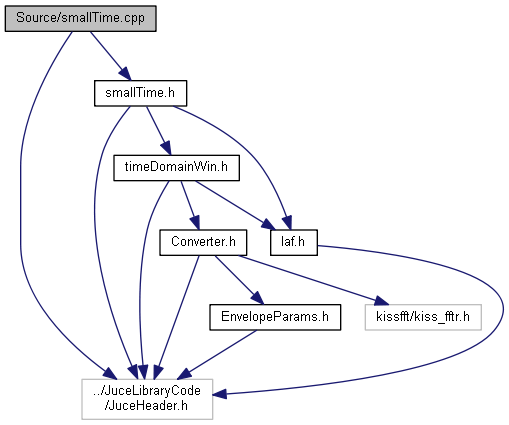 Source/smallTime.cpp
smallTime.h
timeDomainWin.h
Converter.h
laf.h
EnvelopeParams.h
kissfft/kiss_fftr.h
../JuceLibraryCode
/JuceHeader.h